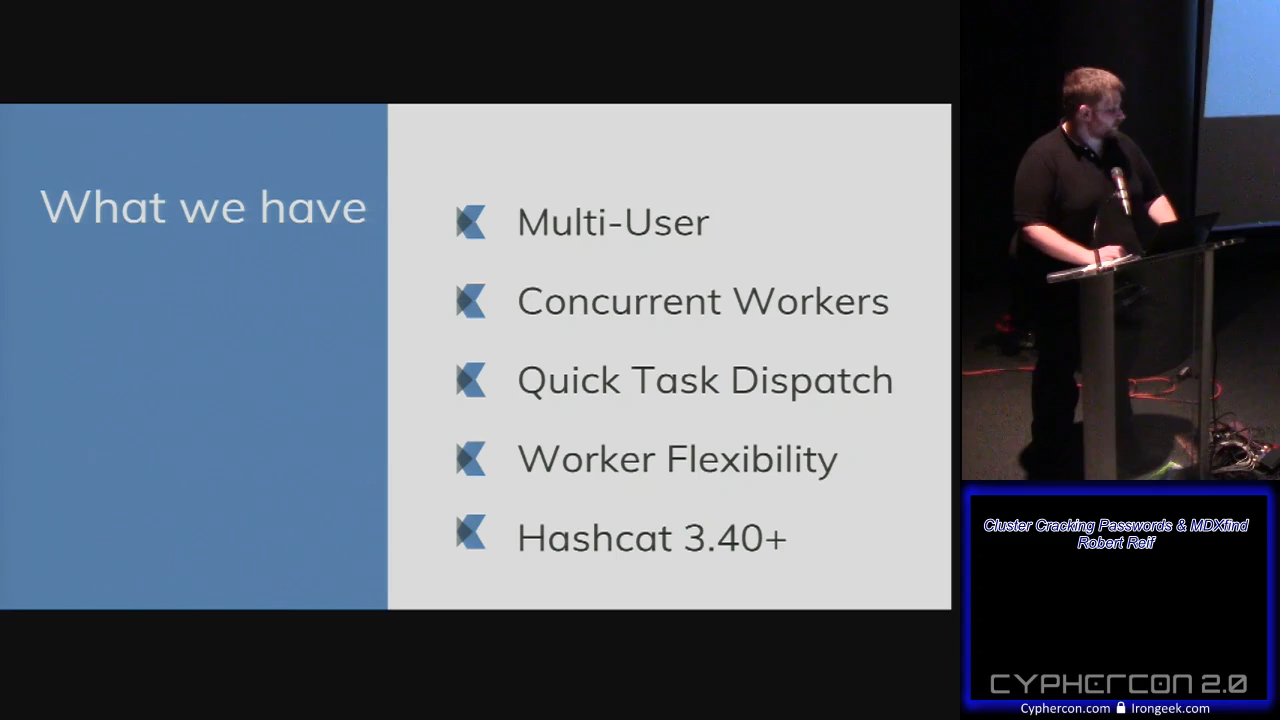 What we have
Multi-User
Concurrent Workers
Quick Task Dispatch
Worker Flexibility
Hashcat 3.40+
Cluster Cracking Passwords & MDXfind
Robert Reif
CYPHERCON 2.0
Cyphercon.com Irongeek.com